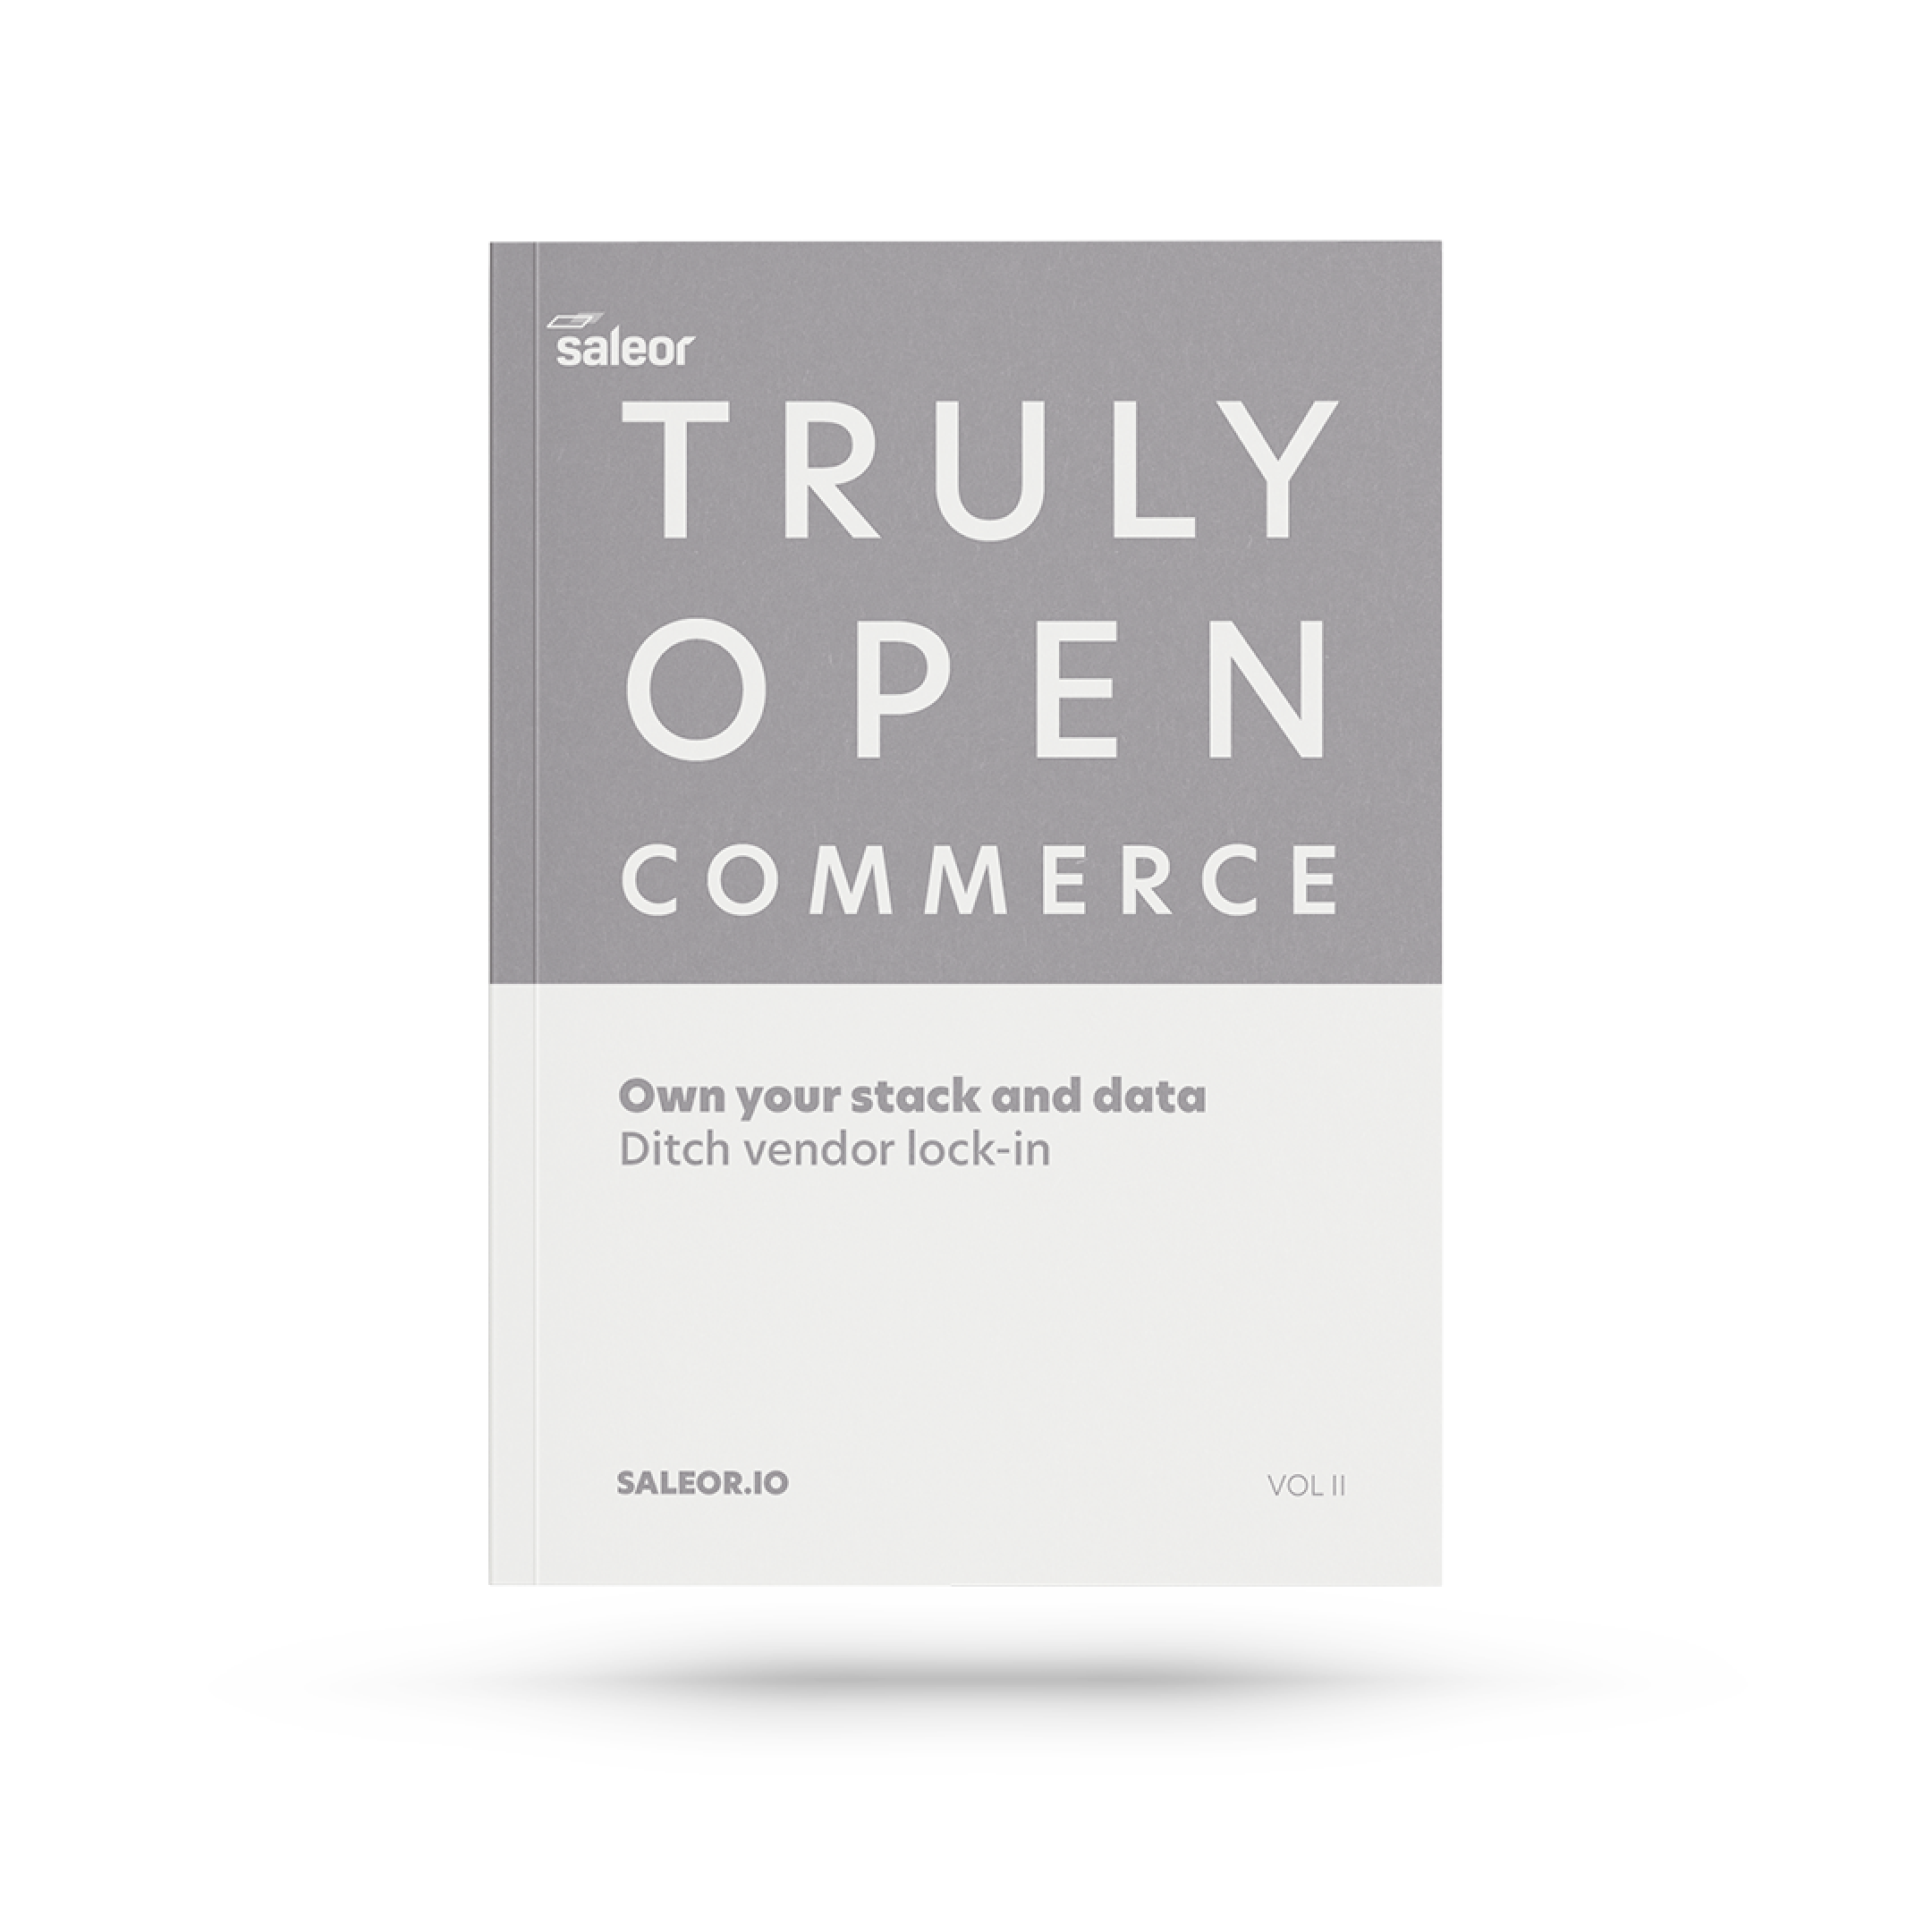 saleor
TRULY
OPEN
COMMERCE
Own your stack and data
Ditch vendor lock-in
SALEOR.IO
VOL II